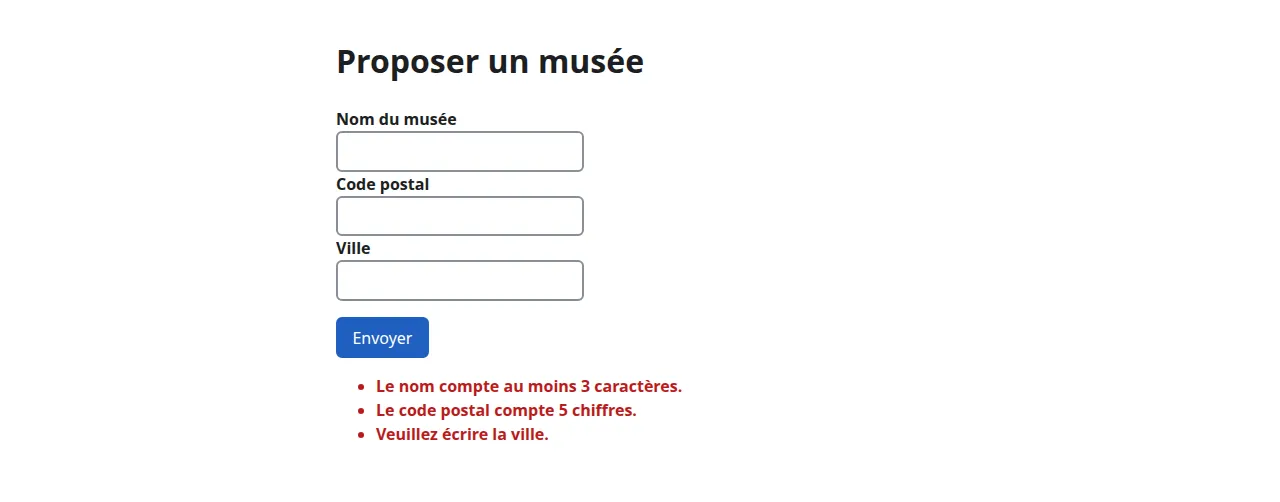 Proposer un musée
Nom du musée
Code postal
Ville
Envoyer
Le nom compte au moins 3 caractères.
Le code postal compte 5 chiffres.
Veuillez écrire la ville.